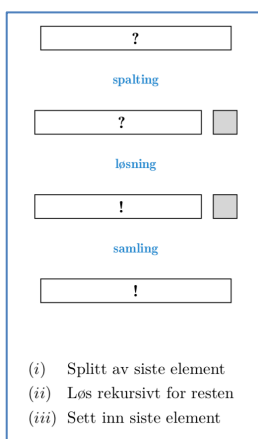 ?
spalting
?
løsning
!
samling
!
(i) Splitt av siste element
(ii) Løs rekursivt for resten
(iii) Sett inn siste element